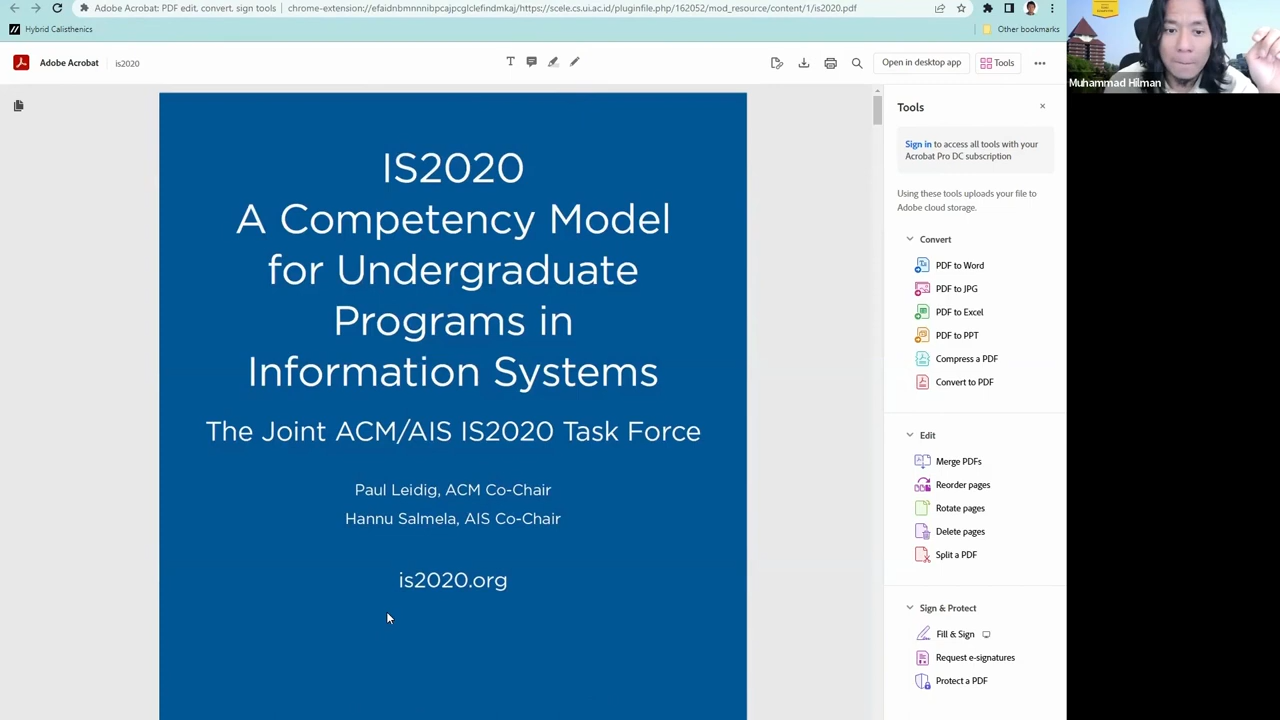 Adobe Acrobat: PDF edit, convert, sign tools | chrome-extension://efaidnbmnnnibpcajpcglclefindmkaj/https://scele.cs.ui.ac.id/pluginfile.php/162052/mod_resource/content/1/is2020.pdf
Hybrid Calisthenics
Other bookmarks
Adobe Acrobat
is2020
Open in desktop app
Tools
IS2020
A Competency Model
for Undergraduate
Programs in
Information Systems
The Joint ACM/AIS IS2020 Task Force
Paul Leidig, ACM Co-Chair
Hannu Salmela, AIS Co-Chair
is2020.org
Tools
Sign in to access all tools with your
Acrobat Pro DC subscription
Using these tools uploads your file to
Adobe cloud storage.
Convert
PDF to Word
PDF to JPG
PDF to Excel
PDF to PPT
Compress a PDF
Convert to PDF
Edit
Merge PDFs
Reorder pages
Rotate pages
Delete pages
Split a PDF
Sign & Protect
Fill & Sign
Request e-signatures
Protect a PDF
Muhammad Hilman